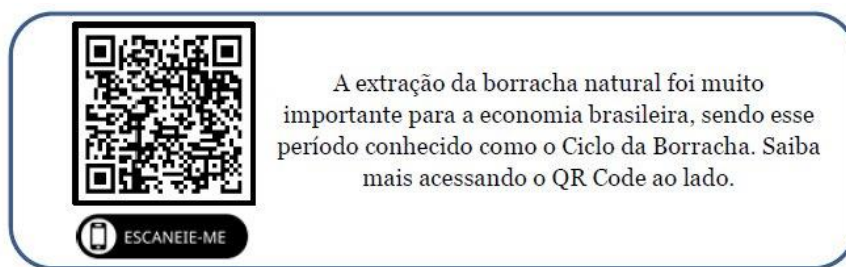 A extração da borracha natural foi muito
importante para a economia brasileira, sendo esse
período conhecido como o Ciclo da Borracha. Saiba
mais acessando o QR Code ao lado.
ESCANEIE-ME